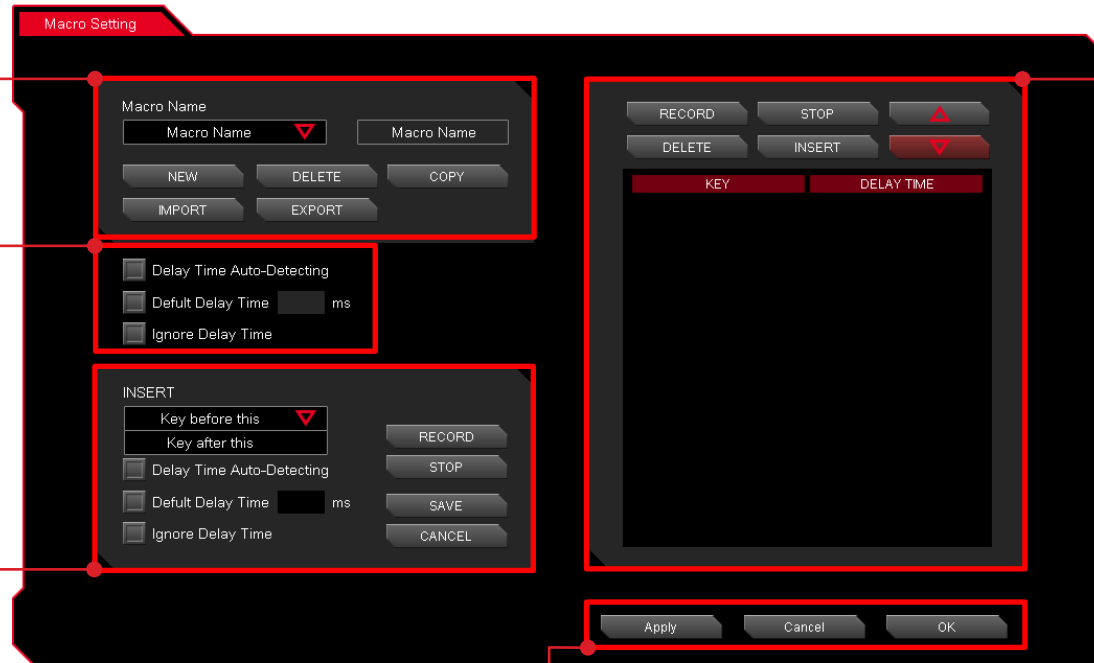 Macro Setting
Macro Name
Macro Name
Macro Name
NEW
DELETE
COPY
IMPORT
EXPORT
Delay Time Auto-Detecting
Defult Delay Time ms
Ignore Delay Time
INSERT
Key before this
Key after this
Delay Time Auto-Detecting
Defult Delay Time ms
Ignore Delay Time
RECORD
STOP
SAVE
CANCEL
RECORD
STOP
DELETE
INSERT
KEY
DELAY TIME
Apply
Cancel
OK